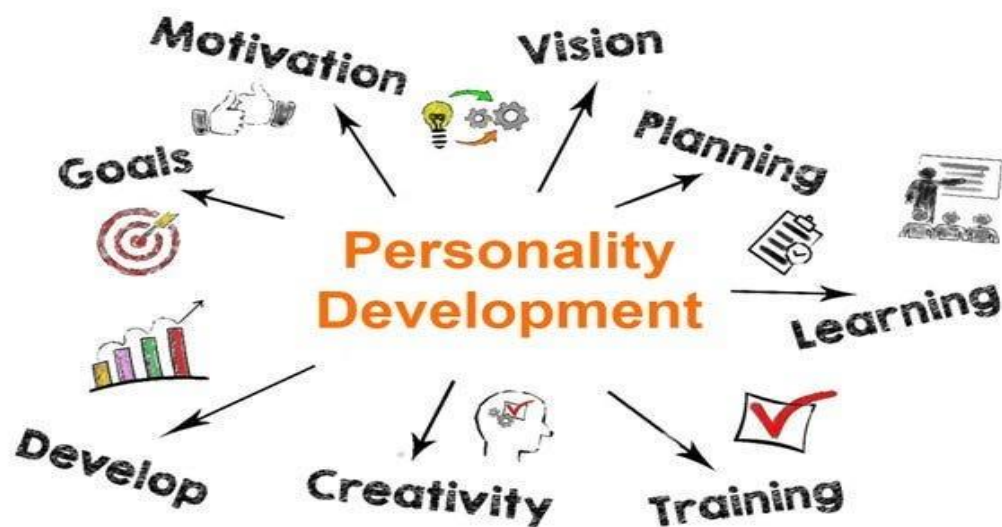 Motivation
Vision
Goals
Planning
Personality
Development
Learning
Develop
Creativity
Training